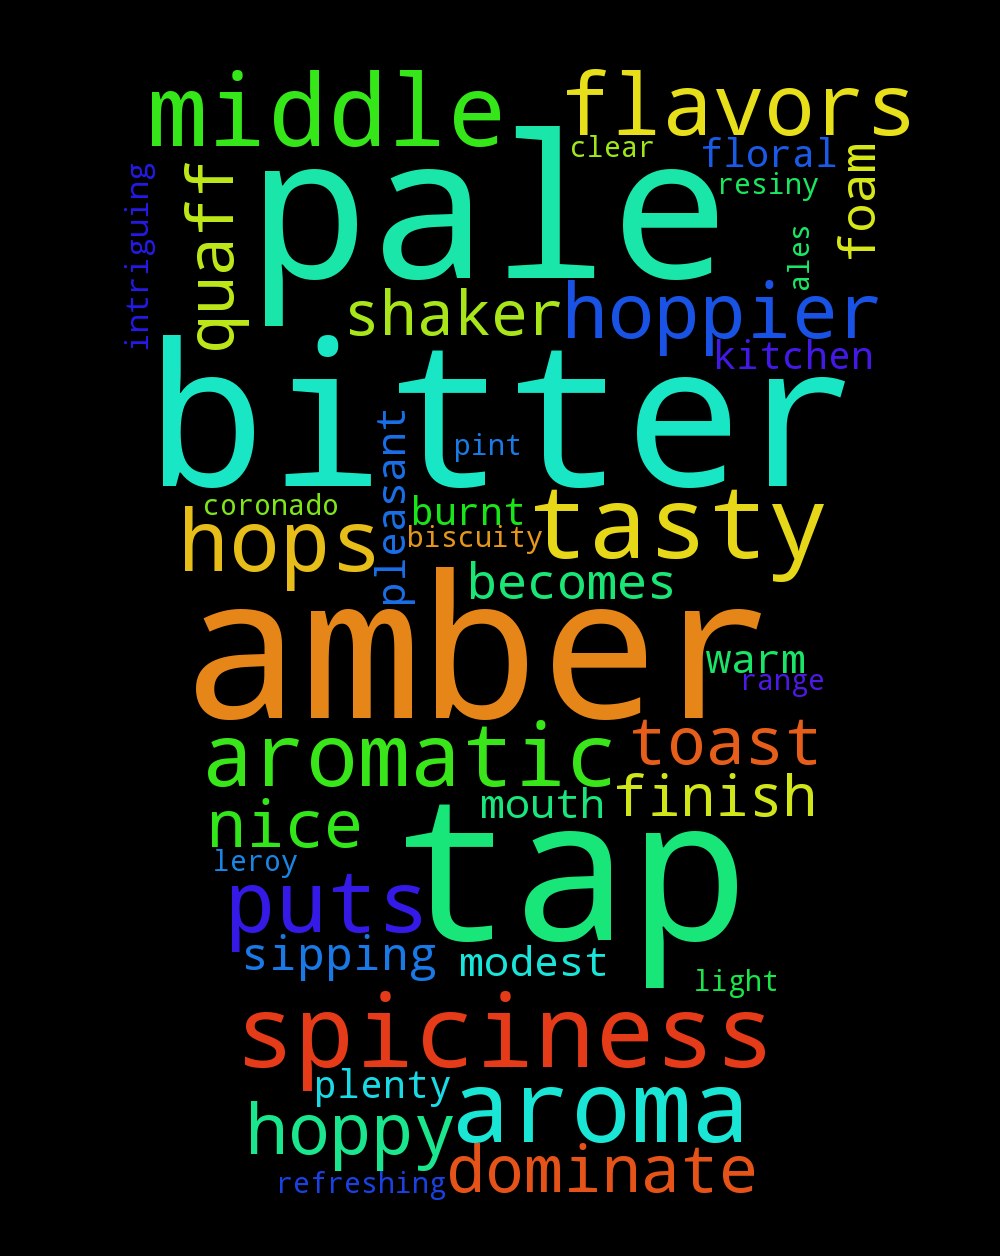 middle
flavors
clear
floral
pale
resiny
foam
intriguing
quaff
ales
shaker
hoppier
kitchen
bitter
pleasant
pint
coronado
hops
burnt
tasty
biscuity
becomes
amber
warm
range
aromatic
toast
mouth
finish
nice
tap
leroy
puts
sipping
modest
light
spiciness
plenty
aroma
hoppy
dominate
refreshing